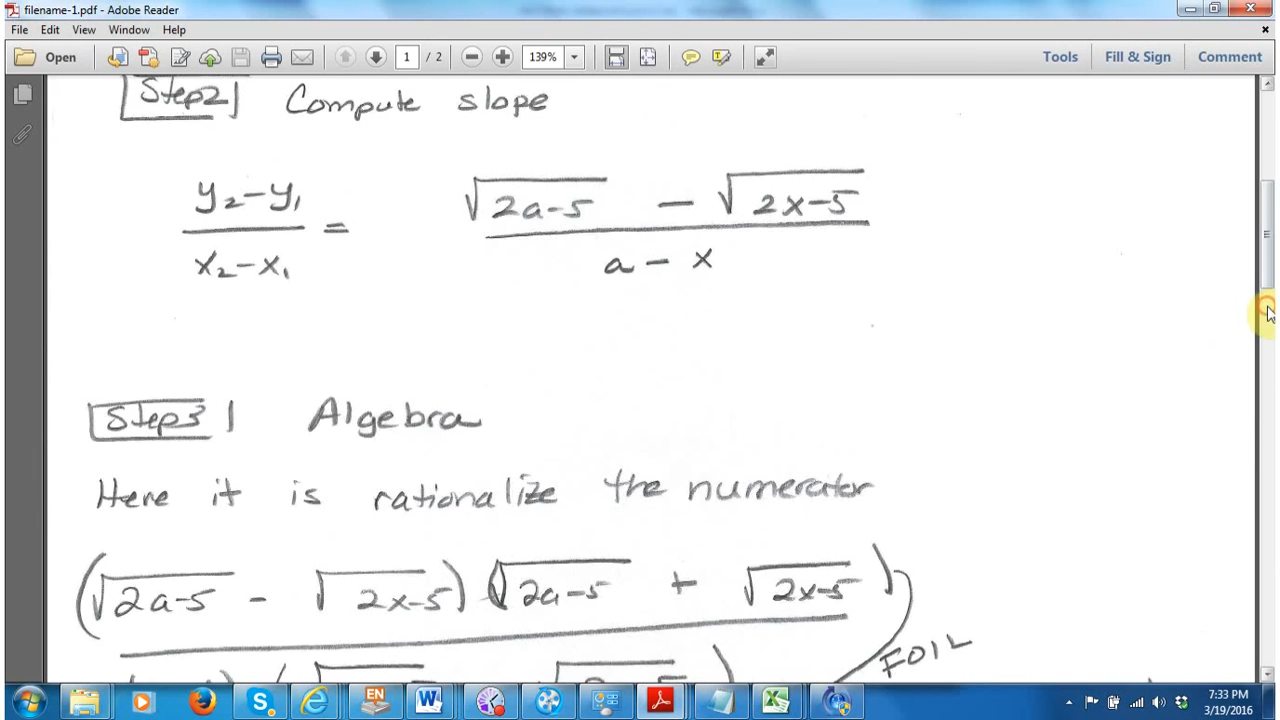 filename-1.pdf - Adobe Reader
File Edit View Window Help
Open 1 / 2 139% Tools Fill & Sign Comment
Step2 Compute slope
y₂-y₁ / x₂-x₁ = √(2a-5) - √(2x-5) / a - x
Step3 Algebra
Here it is rationalize the numerator
(√(2a-5) - √(2x-5)) (√(2a-5) + √(2x-5))
FOIL
EN
7:33 PM
3/19/2016